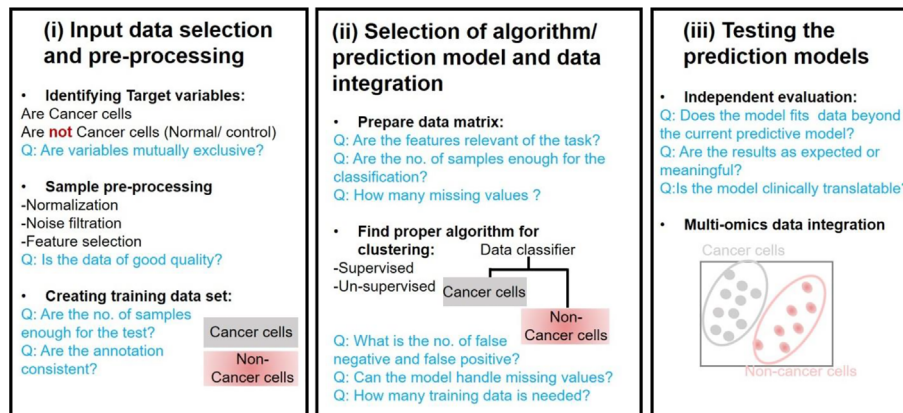 (i) Input data selection
and pre-processing
• Identifying Target variables:
Are Cancer cells
Are not Cancer cells (Normal/ control)
Q: Are variables mutually exclusive?
• Sample pre-processing
-Normalization
-Noise filtration
-Feature selection
Q: Is the data of good quality?
• Creating training data set:
Q: Are the no. of samples
enough for the test?
Q: Are the annotation
consistent?
Cancer cells
Non-
Cancer cells
(ii) Selection of algorithm/
prediction model and data
integration
• Prepare data matrix:
Q: Are the features relevant of the task?
Q: Are the no. of samples enough for the
classification?
Q: How many missing values ?
• Find proper algorithm for
clustering:
-Supervised
-Un-supervised
Data classifier
Cancer cells
Non-
Cancer cells
Q: What is the no. of false
negative and false positive?
Q: Can the model handle missing values?
Q: How many training data is needed?
(iii) Testing the
prediction models
• Independent evaluation:
Q: Does the model fits data beyond
the current predictive model?
Q: Are the results as expected or
meaningful?
Q:Is the model clinically translatable?
• Multi-omics data integration
Cancer cells
Non-cancer cells